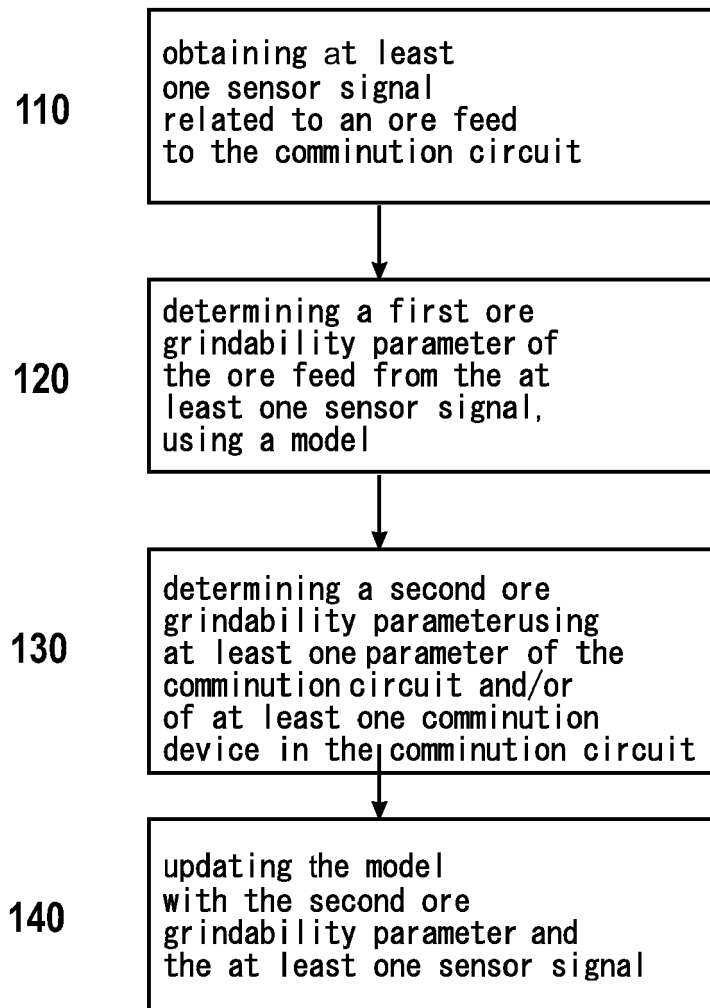 110
obtaining at least
one sensor signal
related to an ore feed
to the comminution circuit
120
determining a first ore
grindability parameter of
the ore feed from the at
least one sensor signal,
using a model
130
determining a second ore
grindability parameterusing
at least one parameter of the
comminution circuit and/or
of at least one comminution
device in the comminution circuit
140
updating the model
with the second ore
grindability parameter and
the at least one sensor signal